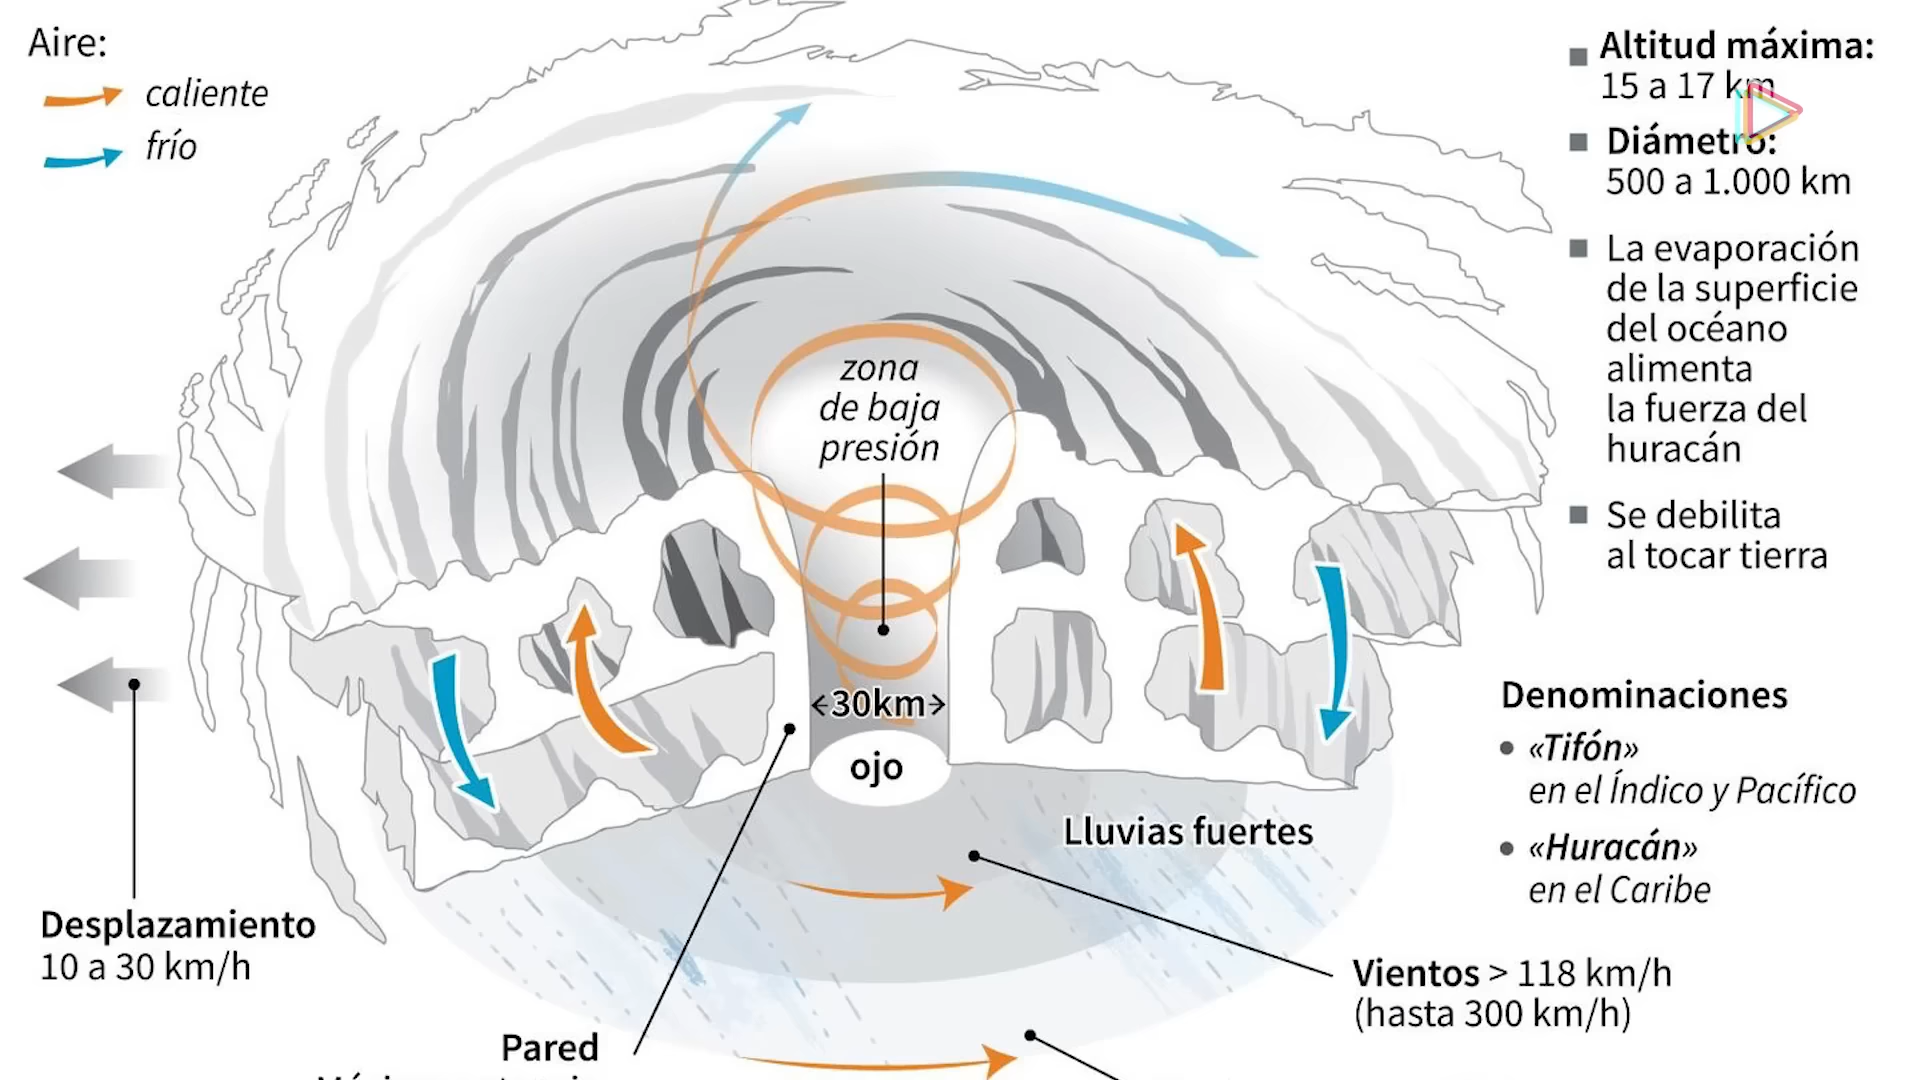 Aire:
caliente
frío
Altitud máxima:
15 a 17 km
Diámetro:
500 a 1.000 km
La evaporación
de la superficie
del océano
alimenta
la fuerza del
huracán
Se debilita
al tocar tierra
zona
de baja
presión
30km
ojo
Denominaciones
«Tifón»
en el Índico y Pacífico
«Huracán»
en el Caribe
Lluvias fuertes
Desplazamiento
10 a 30 km/h
Vientos > 118 km/h
(hasta 300 km/h)
Pared